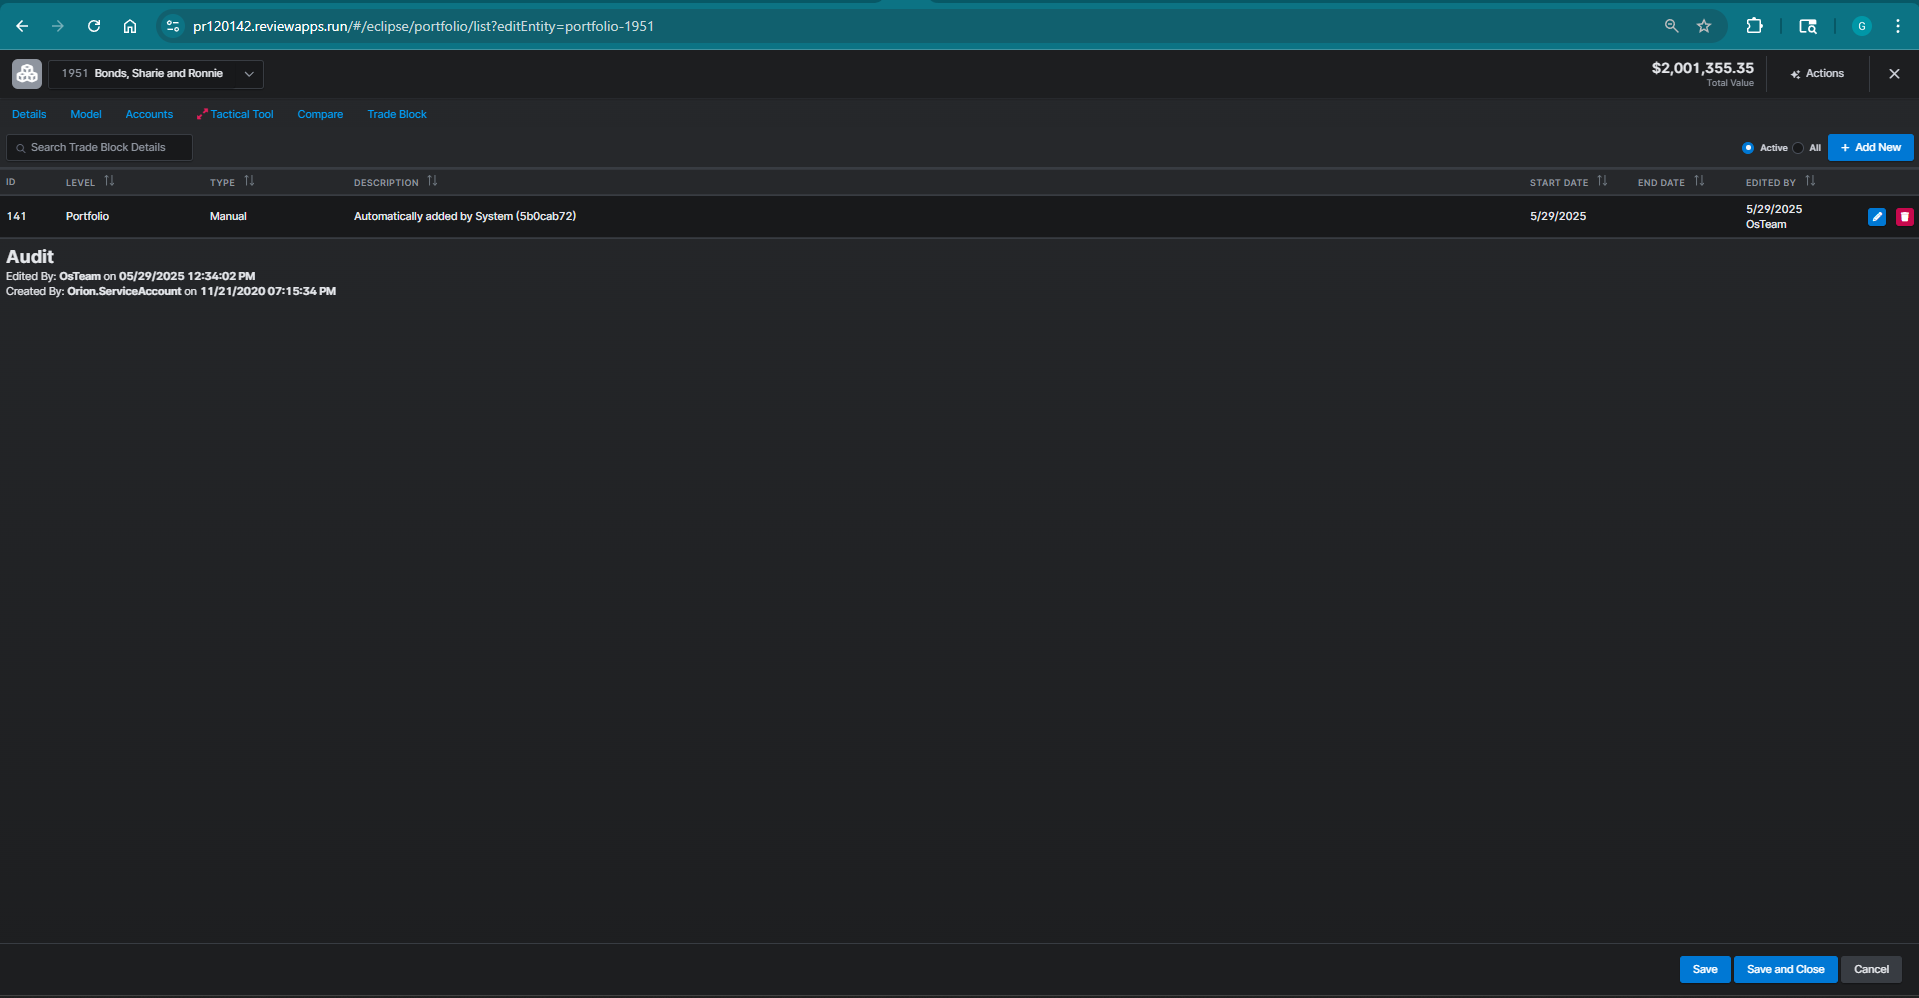 pr120142.reviewapps.run/#/eclipse/portfolio/list?editEntity=portfolio-1951
G
1951 Bonds, Sharie and Ronnie
$2,001,355.35
Total Value
Actions
Details Model Accounts Tactical Tool Compare Trade Block
Search Trade Block Details
Active All + Add New
ID LEVEL TYPE DESCRIPTION START DATE END DATE EDITED BY
141 Portfolio Manual Automatically added by System (5b0cab72) 5/29/2025 5/29/2025
OsTeam
Audit
Edited By: OsTeam on 05/29/2025 12:34:02 PM
Created By: Orion.ServiceAccount on 11/21/2020 07:15:34 PM
Save Save and Close Cancel